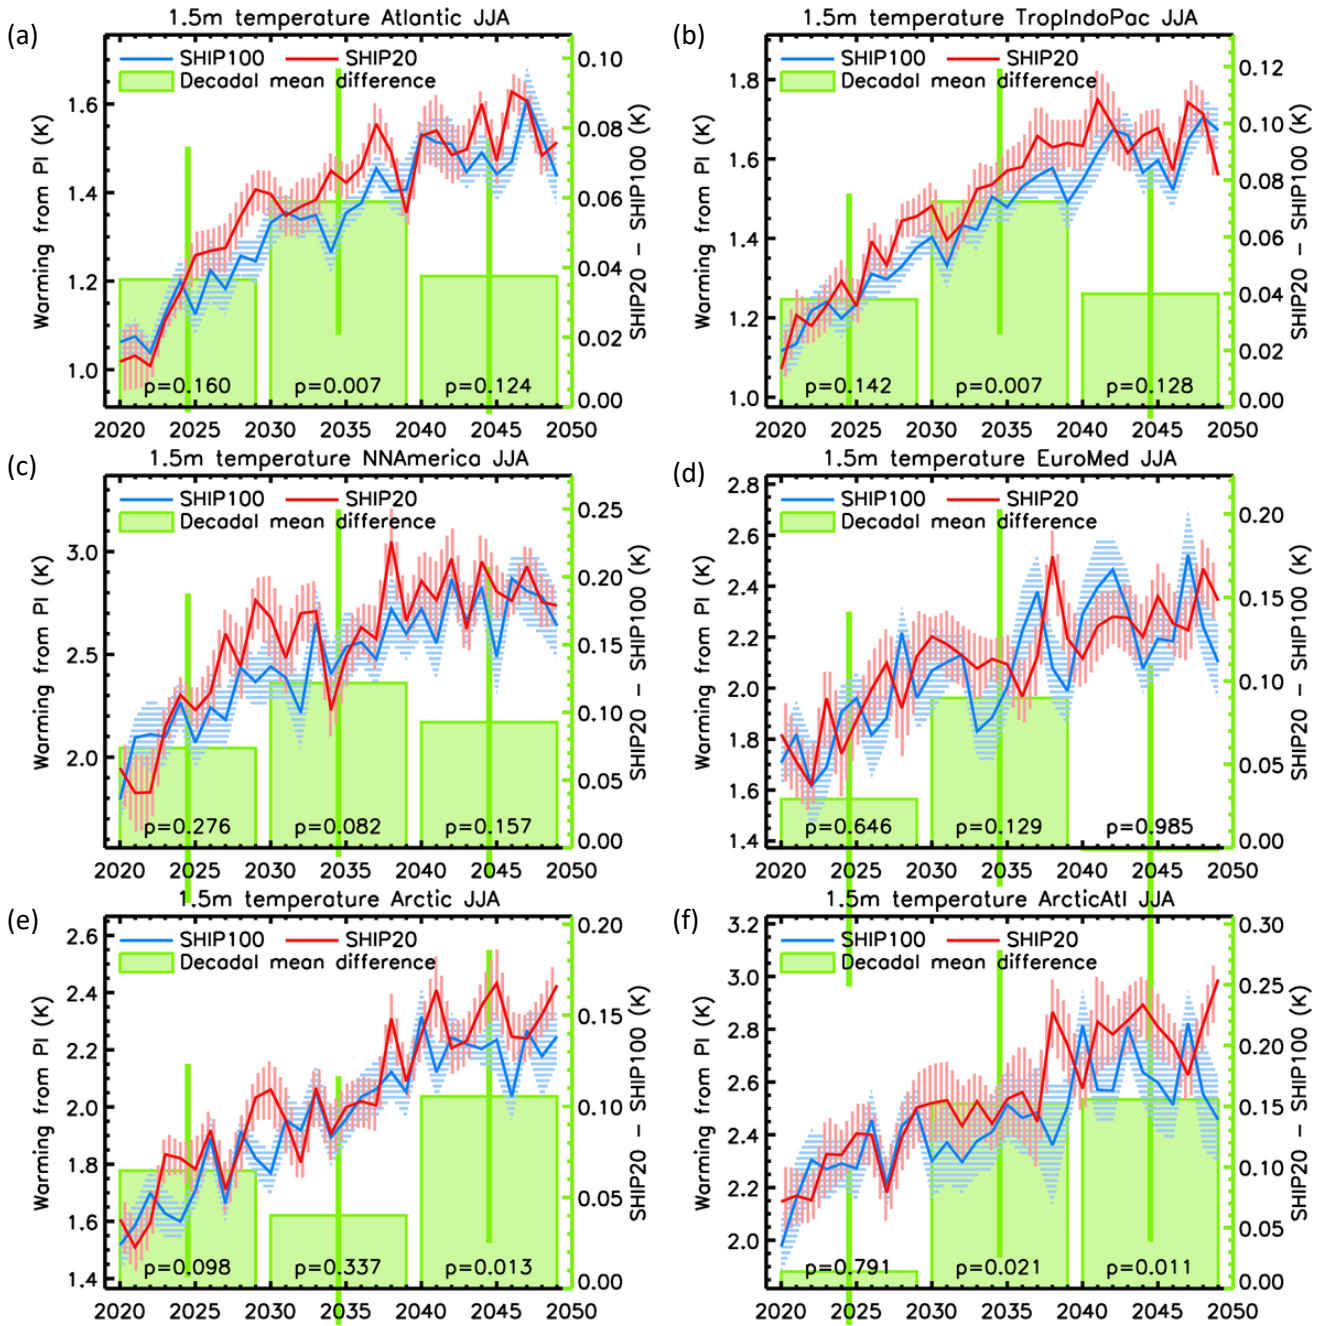 (a) 1.5m temperature Atlantic JJA
SHIP100 SHIP20
Decadal mean difference
Warming from PI (K)
1.6
1.4
1.2
1.0
0.10
0.08
0.06
0.04
0.02
0.00
SHIP20 – SHIP100 (K)
p=0.160 p=0.007 p=0.124
2020 2025 2030 2035 2040 2045 2050
(b) 1.5m temperature TropIndoPac JJA
SHIP100 SHIP20
Decadal mean difference
Warming from PI (K)
1.8
1.6
1.4
1.2
1.0
0.12
0.10
0.08
0.06
0.04
0.02
0.00
SHIP20 – SHIP100 (K)
p=0.142 p=0.007 p=0.128
2020 2025 2030 2035 2040 2045 2050
(c) 1.5m temperature NNAmerica JJA
SHIP100 SHIP20
Decadal mean difference
Warming from PI (K)
3.0
2.5
2.0
0.25
0.20
0.15
0.10
0.05
0.00
SHIP20 – SHIP100 (K)
p=0.276 p=0.082 p=0.157
2020 2025 2030 2035 2040 2045 2050
(d) 1.5m temperature EuroMed JJA
SHIP100 SHIP20
Decadal mean difference
Warming from PI (K)
2.8
2.6
2.4
2.2
2.0
1.8
1.6
1.4
0.20
0.15
0.10
0.05
0.00
SHIP20 – SHIP100 (K)
p=0.646 p=0.129 p=0.985
2020 2025 2030 2035 2040 2045 2050
(e) 1.5m temperature Arctic JJA
SHIP100 SHIP20
Decadal mean difference
Warming from PI (K)
2.6
2.4
2.2
2.0
1.8
1.6
1.4
0.20
0.15
0.10
0.05
0.00
SHIP20 – SHIP100 (K)
p=0.098 p=0.337 p=0.013
2020 2025 2030 2035 2040 2045 2050
(f) 1.5m temperature ArcticAtl JJA
SHIP100 SHIP20
Decadal mean difference
Warming from PI (K)
3.2
3.0
2.8
2.6
2.4
2.2
2.0
0.30
0.25
0.20
0.15
0.10
0.05
0.00
SHIP20 – SHIP100 (K)
p=0.791 p=0.021 p=0.011
2020 2025 2030 2035 2040 2045 2050